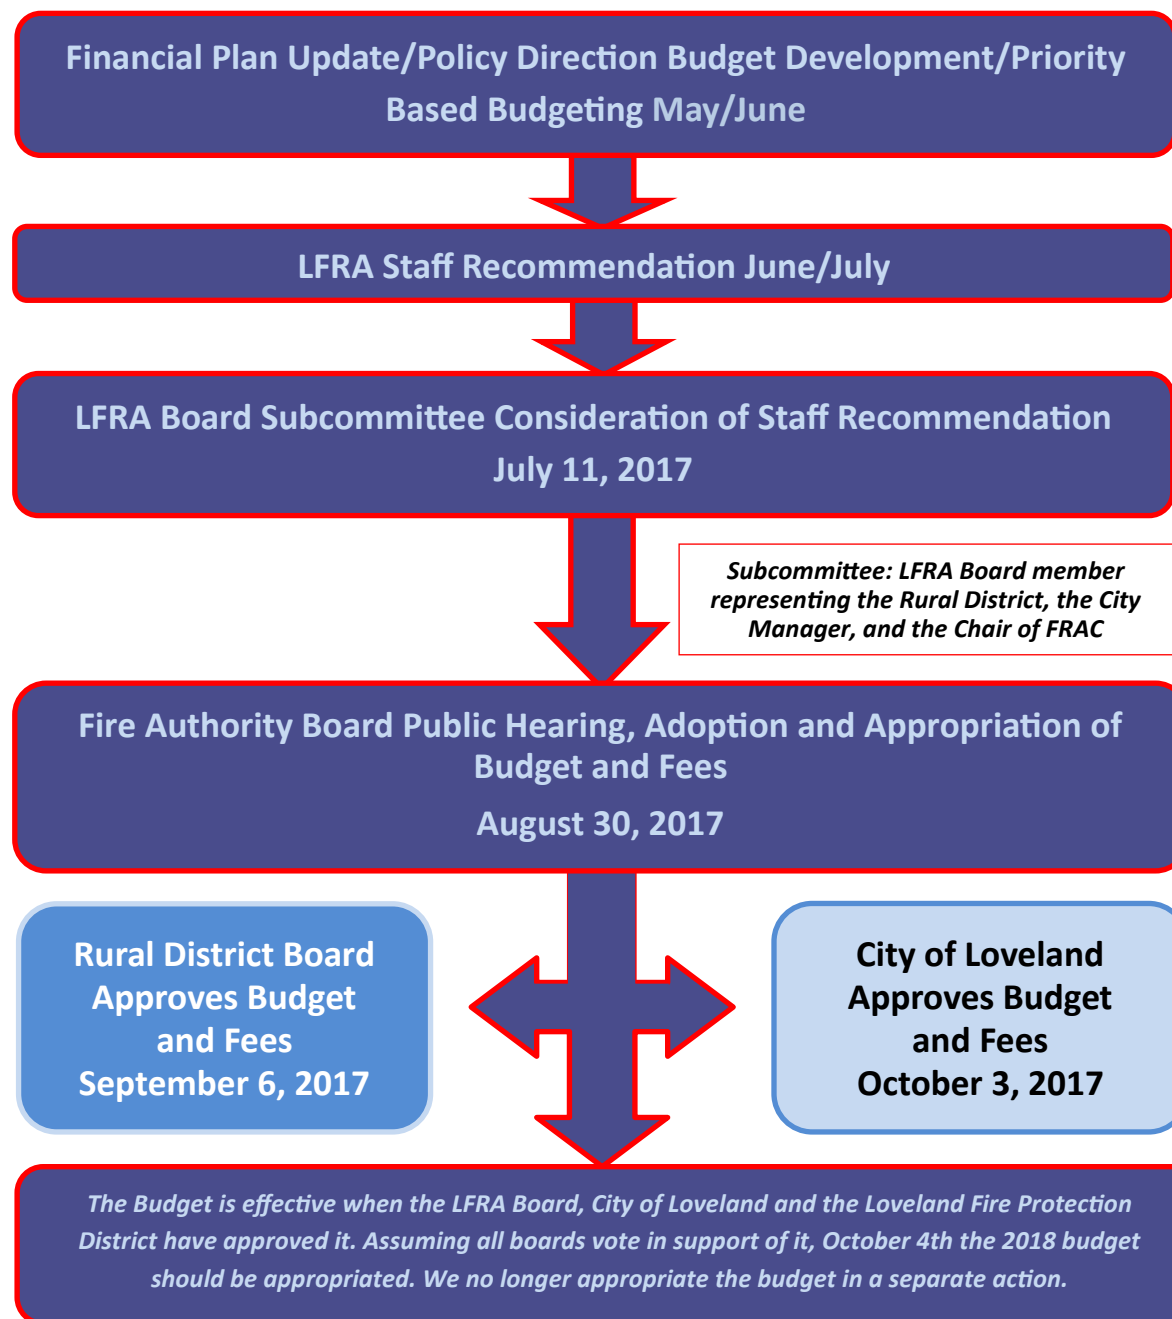 Financial Plan Update/Policy Direction Budget Development/Priority
Based Budgeting May/June
LFRA Staff Recommendation June/July
LFRA Board Subcommittee Consideration of Staff Recommendation
July 11, 2017
Subcommittee: LFRA Board member
representing the Rural District, the City
Manager, and the Chair of FRAC
Fire Authority Board Public Hearing, Adoption and Appropriation of
Budget and Fees
August 30, 2017
Rural District Board
Approves Budget
and Fees
September 6, 2017
City of Loveland
Approves Budget
and Fees
October 3, 2017
The Budget is effective when the LFRA Board, City of Loveland and the Loveland Fire Protection
District have approved it. Assuming all boards vote in support of it, October 4th the 2018 budget
should be appropriated. We no longer appropriate the budget in a separate action.